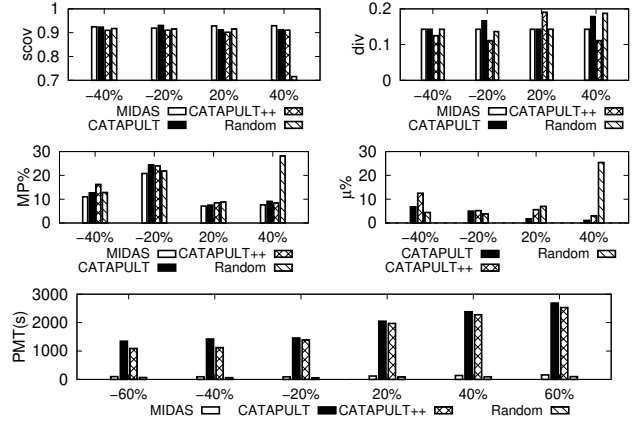 scov
1
0.9
0.8
0.7
−40% −20% 20% 40%
MIDAS CATAPULT++
CATAPULT Random
div
0.2
0.1
0
−40% −20% 20% 40%
MIDAS CATAPULT++
CATAPULT Random
MP%
30
20
10
0
−40% −20% 20% 40%
MIDAS CATAPULT++
CATAPULT Random
μ%
30
20
10
0
−40% −20% 20% 40%
CATAPULT Random
CATAPULT++
PMT(s)
3000
2000
1000
0
−60% −40% −20% 20% 40% 60%
MIDAS CATAPULT CATAPULT++ Random